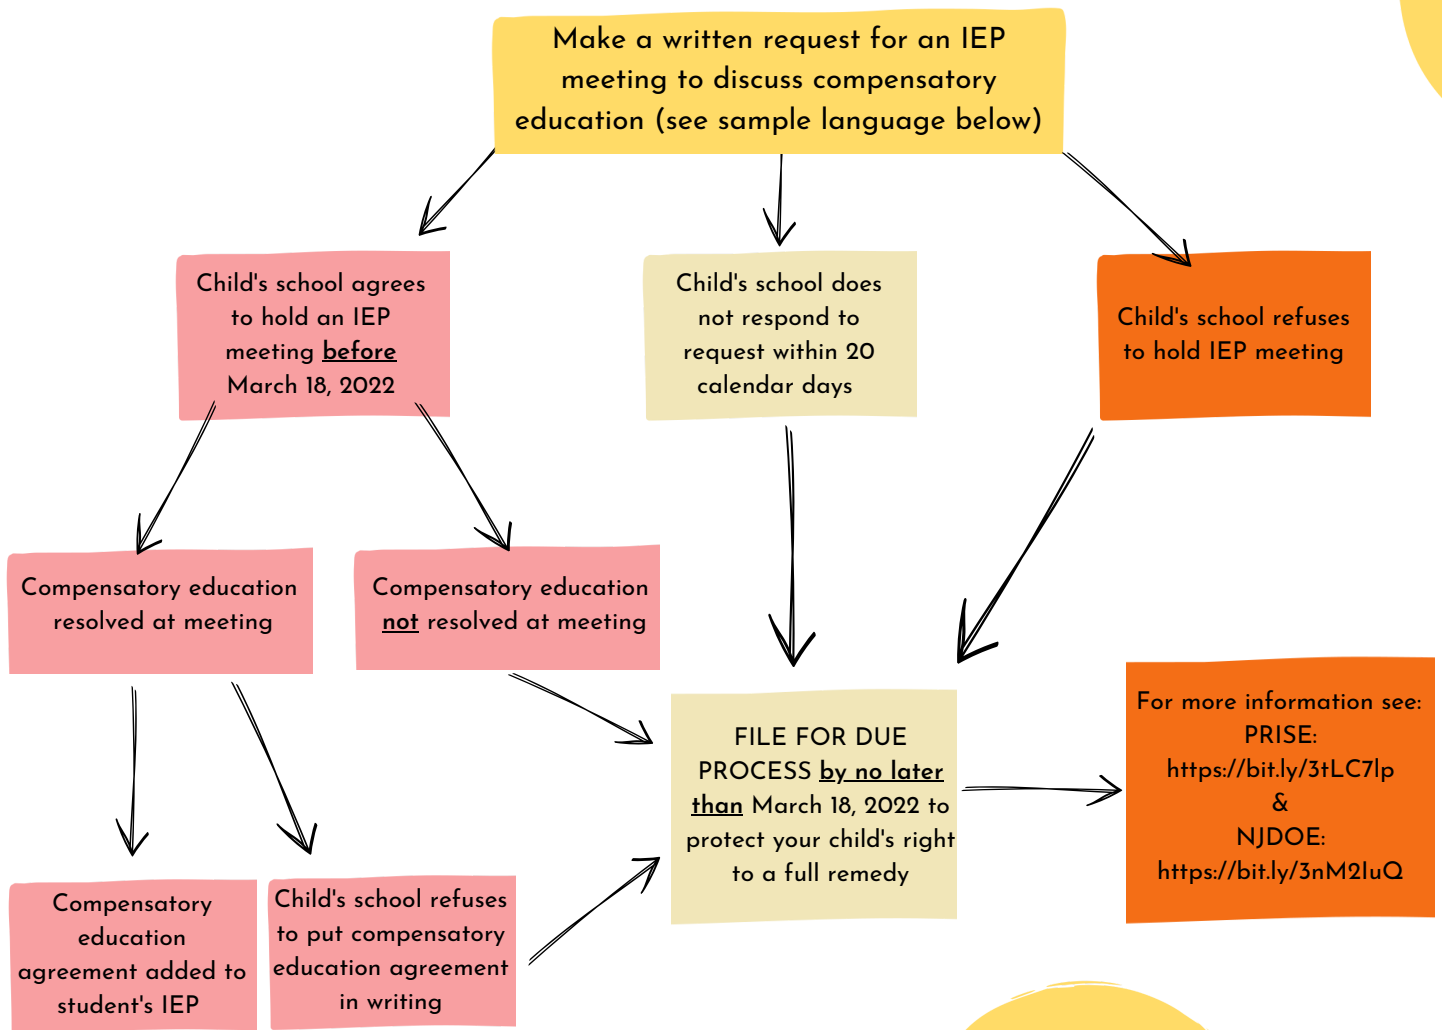 Make a written request for an IEP
meeting to discuss compensatory
education (see sample language below)
Child's school agrees
to hold an IEP
meeting before
March 18, 2022
Child's school does
not respond to
request within 20
calendar days
Child's school refuses
to hold IEP meeting
Compensatory education
resolved at meeting
Compensatory education
not resolved at meeting
FILE FOR DUE
PROCESS by no later
than March 18, 2022 to
protect your child's right
to a full remedy
For more information see:
PRISE:
https://bit.ly/3tLC7lp
&
NJDOE:
https://bit.ly/3nM2IuQ
Compensatory
education
agreement added to
student's IEP
Child's school refuses
to put compensatory
education agreement
in writing